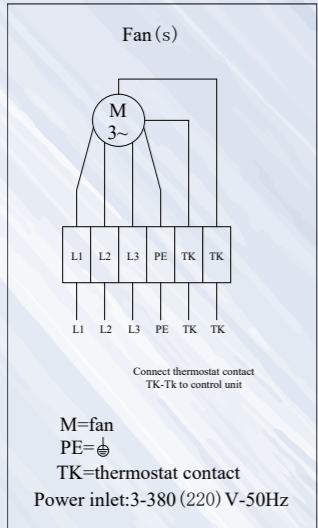 Fan(s)
M
3~
L1 L2 L3 PE TK TK
L1 L2 L3 PE TK TK
Connect thermostat contact
TK-Tk to control unit
M=fan
PE=⏚
TK=thermostat contact
Power inlet:3-380(220)V-50Hz